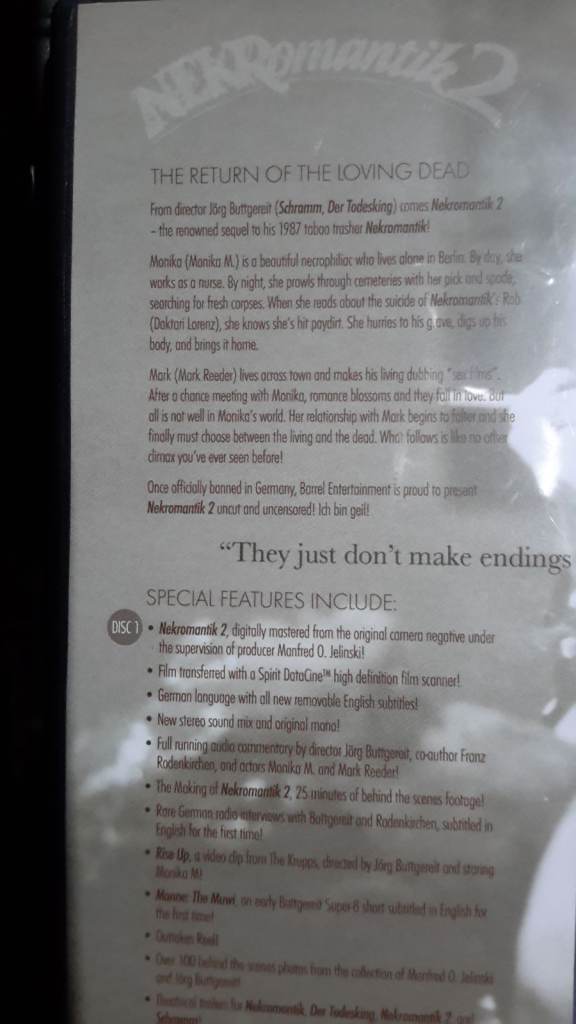 NEKRomantik 2
THE RETURN OF THE LOVING DEAD
From director Jörg Buttgereit (Schramm, Der Todesking) comes Nekromantik 2
– the renowned sequel to his 1987 taboo trasher Nekromantik!
Monika (Monika M.) is a beautiful necrophiliac who lives alone in Berlin. By day, she
works as a nurse. By night, she prowls through cemeteries with her pick and spade,
searching for fresh corpses. When she reads about the suicide of Nekromantik's Rob
(Daktari Lorenz), she knows she's hit paydirt. She hurries to his grave, digs up his
body, and brings it home.
Mark (Mark Reeder) lives across town and makes his living dubbing "sex films".
After a chance meeting with Monika, romance blossoms and they fall in love. But
all is not well in Monika's world. Her relationship with Mark begins to falter and she
finally must choose between the living and the dead. What follows is like no other
climax you've ever seen before!
Once officially banned in Germany, Barrel Entertainment is proud to present
Nekromantik 2 uncut and uncensored! Ich bin geil!
“They just don't make endings
SPECIAL FEATURES INCLUDE:
DISC 1 • Nekromantik 2, digitally mastered from the original camera negative under
the supervision of producer Manfred O. Jelinski!
• Film transferred with a Spirit DataCine™ high definition film scanner!
• German language with all new removable English subtitles!
• New stereo sound mix and original mono!
• Full running audio commentary by director Jörg Buttgereit, co-author Franz
Rodenkirchen, and actors Monika M. and Mark Reeder!
• The Making of Nekromantik 2, 25 minutes of behind the scenes footage!
• Rare German radio interviews with Buttgereit and Rodenkirchen, subtitled in
English for the first time!
• Rise Up, a video clip from The Krupps, directed by Jörg Buttgereit and starring
Monika M!
• Manne: The Muwi, an early Buttgereit Super-8 short subtitled in English for
the first time!
• Outtakes Reel!
• Over 100 behind the scenes photos from the collection of Manfred O. Jelinski
and Jörg Buttgereit!
• Theatrical trailers for Nekromantik, Der Todesking, Nekromantik 2, and
Schramm!